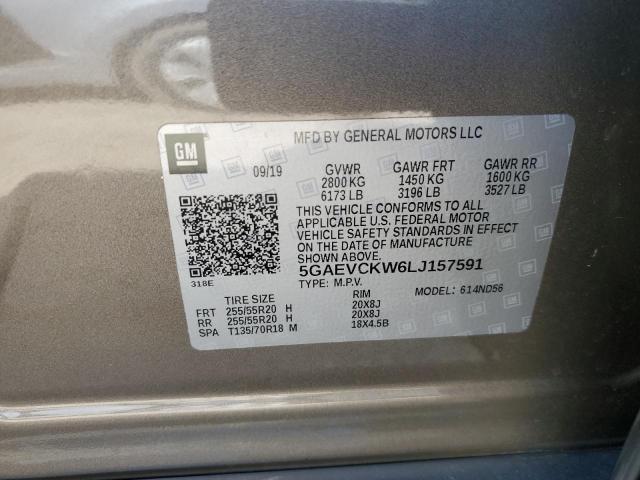 GM
MFD BY GENERAL MOTORS LLC
09/19 GVWR GAWR FRT GAWR RR
2800 KG 1450 KG 1600 KG
6173 LB 3196 LB 3527 LB
THIS VEHICLE CONFORMS TO ALL
APPLICABLE U.S. FEDERAL MOTOR
VEHICLE SAFETY STANDARDS IN EFFECT
ON THE DATE OF MANUFACTURE
SHOWN ABOVE.
318E 5GAEVCKW6LJ157591
TYPE: M.P.V. MODEL: 614ND56
TIRE SIZE RIM
FRT 255/55R20 H 20X8J
RR 255/55R20 H 20X8J
SPA T135/70R18 M 18X4.5B